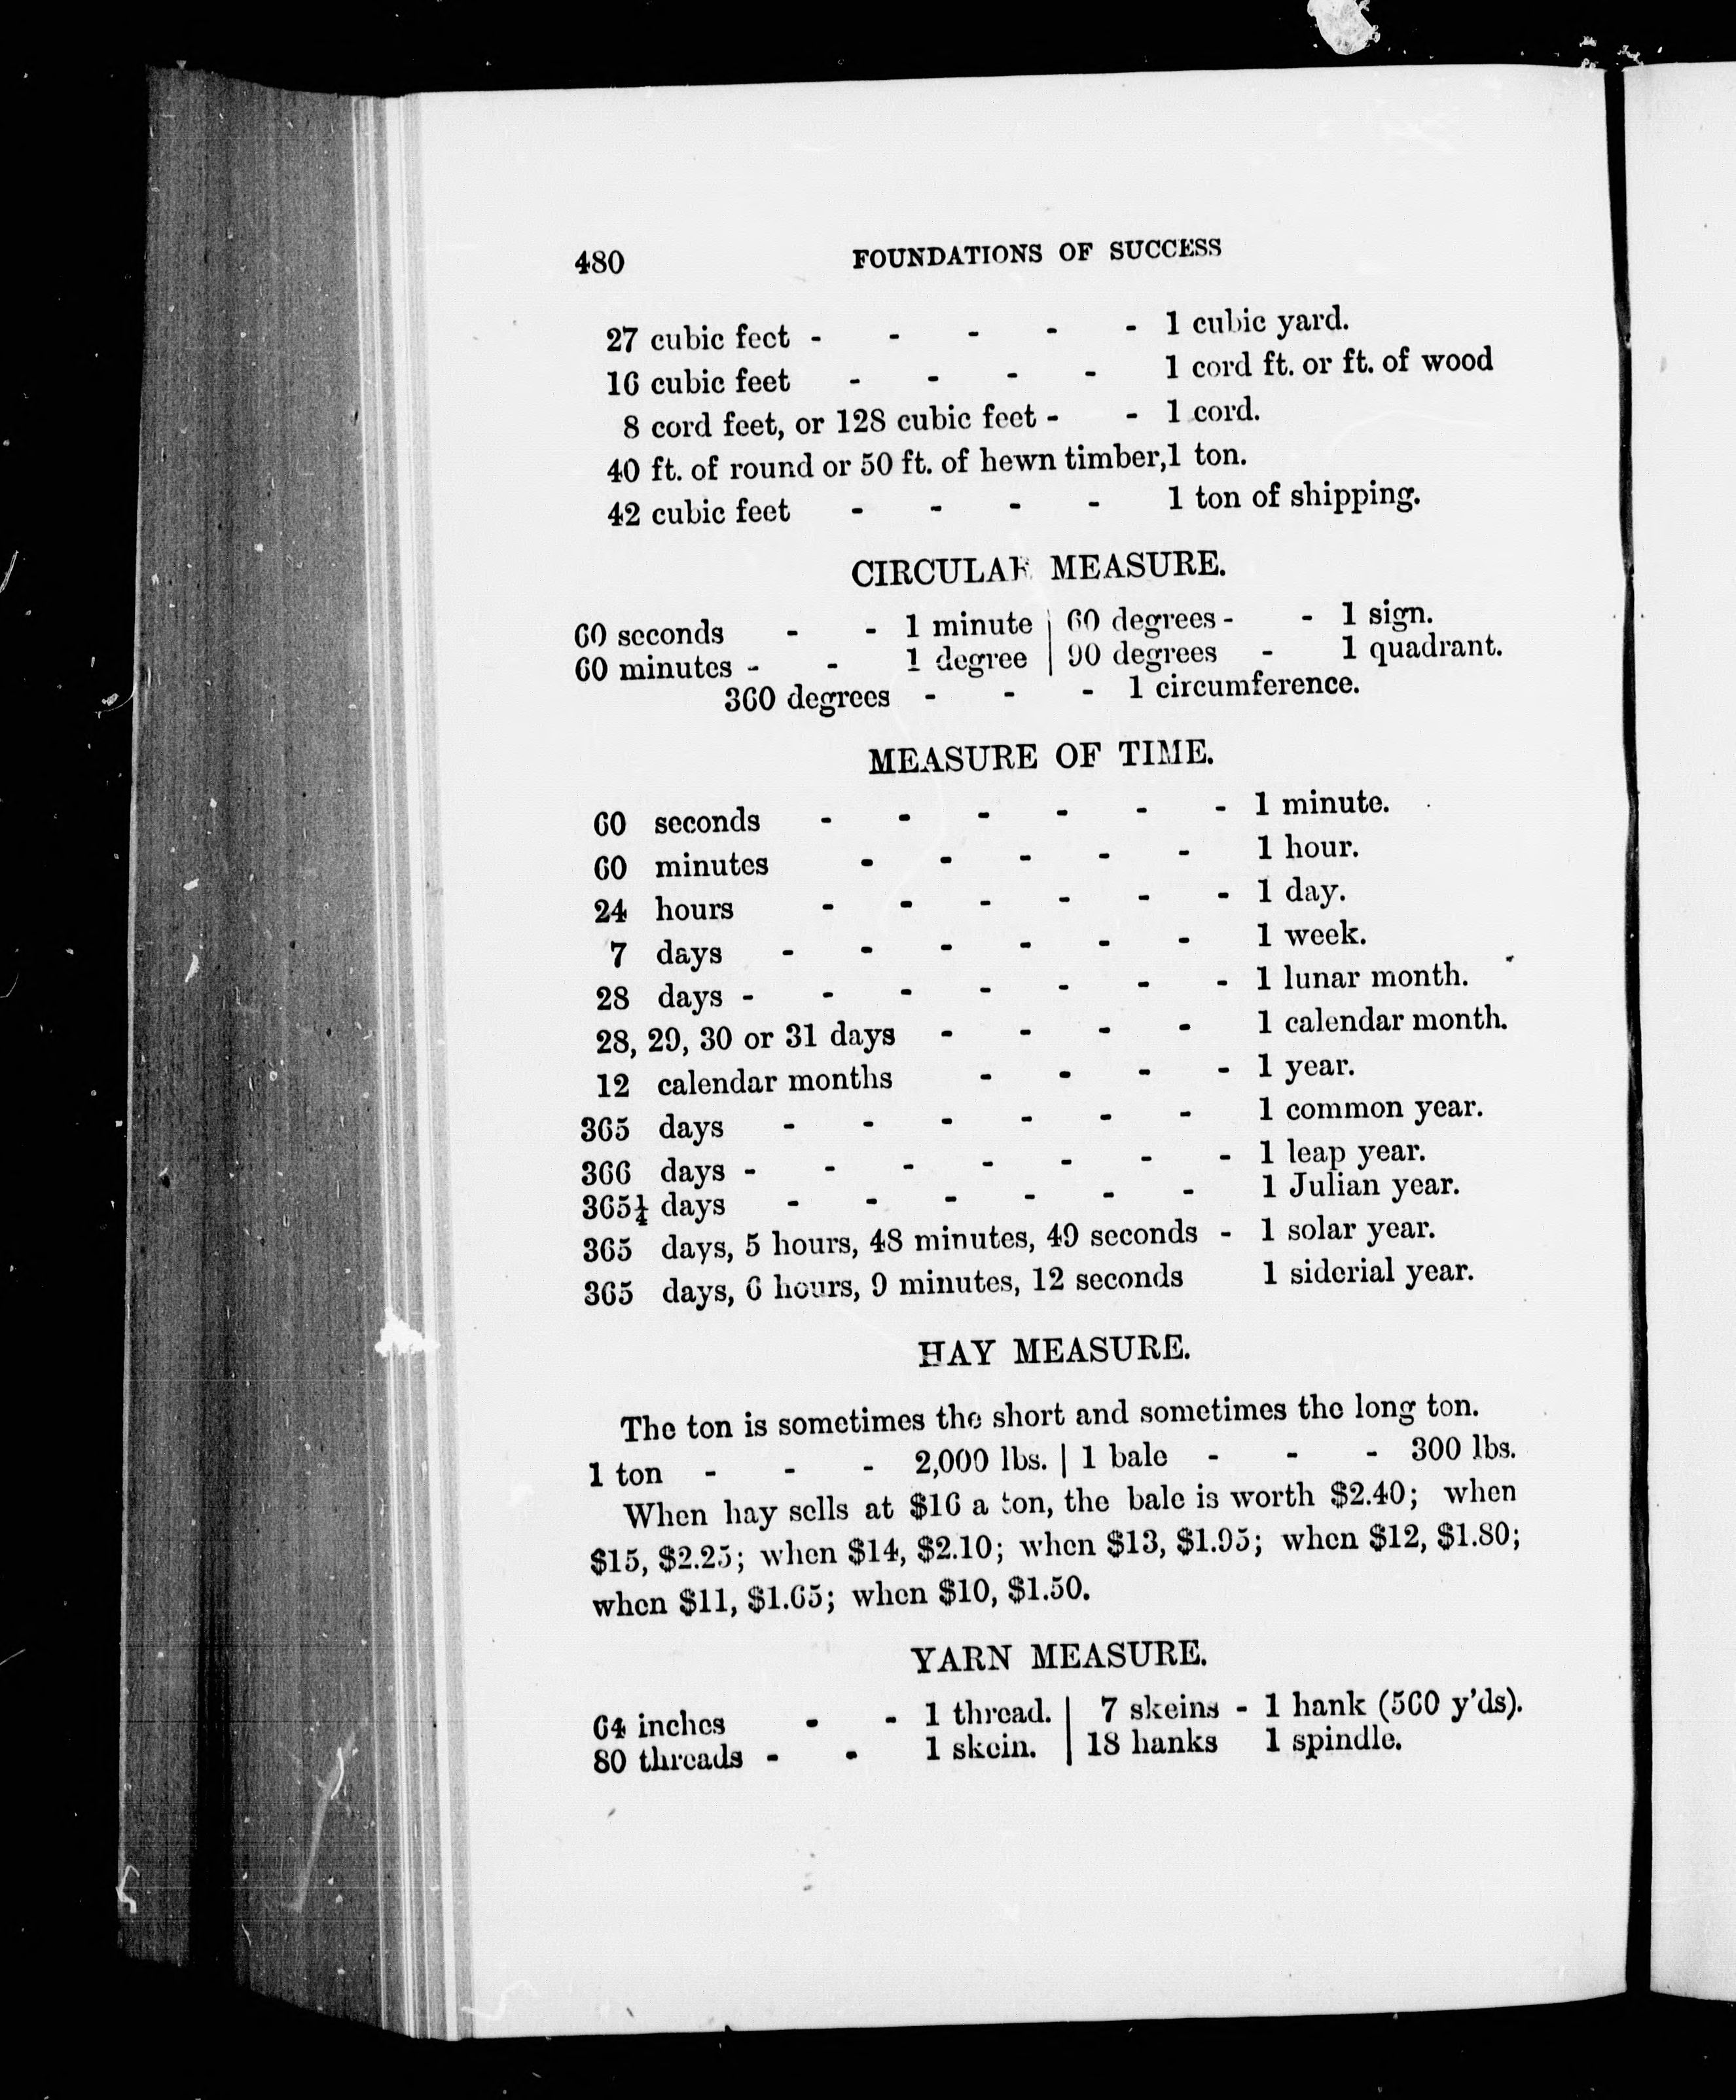 480 FOUNDATIONS OF SUCCESS
27 cubic feet - - - - - 1 cubic yard.
16 cubic feet - - - - 1 cord ft. or ft. of wood
8 cord feet, or 128 cubic feet - - 1 cord.
40 ft. of round or 50 ft. of hewn timber, 1 ton.
42 cubic feet - - - - 1 ton of shipping.
CIRCULAR MEASURE.
60 seconds - - 1 minute | 60 degrees - - 1 sign.
60 minutes - - 1 degree | 90 degrees - 1 quadrant.
360 degrees - - - 1 circumference.
MEASURE OF TIME.
60 seconds - - - - - - 1 minute.
60 minutes - - - - - 1 hour.
24 hours - - - - - - 1 day.
7 days - - - - - - 1 week.
28 days - - - - - - - 1 lunar month.
28, 29, 30 or 31 days - - - - 1 calendar month.
12 calendar months - - - - 1 year.
365 days - - - - - - 1 common year.
366 days - - - - - - - 1 leap year.
365¼ days - - - - - - 1 Julian year.
365 days, 5 hours, 48 minutes, 49 seconds - 1 solar year.
365 days, 6 hours, 9 minutes, 12 seconds 1 siderial year.
HAY MEASURE.
The ton is sometimes the short and sometimes the long ton.
1 ton - - - 2,000 lbs. | 1 bale - - - 300 lbs.
When hay sells at $16 a ton, the bale is worth $2.40; when
$15, $2.25; when $14, $2.10; when $13, $1.95; when $12, $1.80;
when $11, $1.65; when $10, $1.50.
YARN MEASURE.
64 inches - - 1 thread. | 7 skeins - 1 hank (560 y'ds).
80 threads - - 1 skein. | 18 hanks 1 spindle.